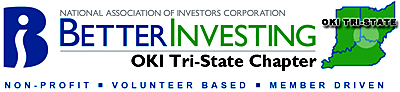 NATIONAL ASSOCIATION OF INVESTORS CORPORATION
BETTERINVESTING
OKI Tri-State Chapter
OKI TRI-STATE
NON-PROFIT ■ VOLUNTEER BASED ■ MEMBER DRIVEN